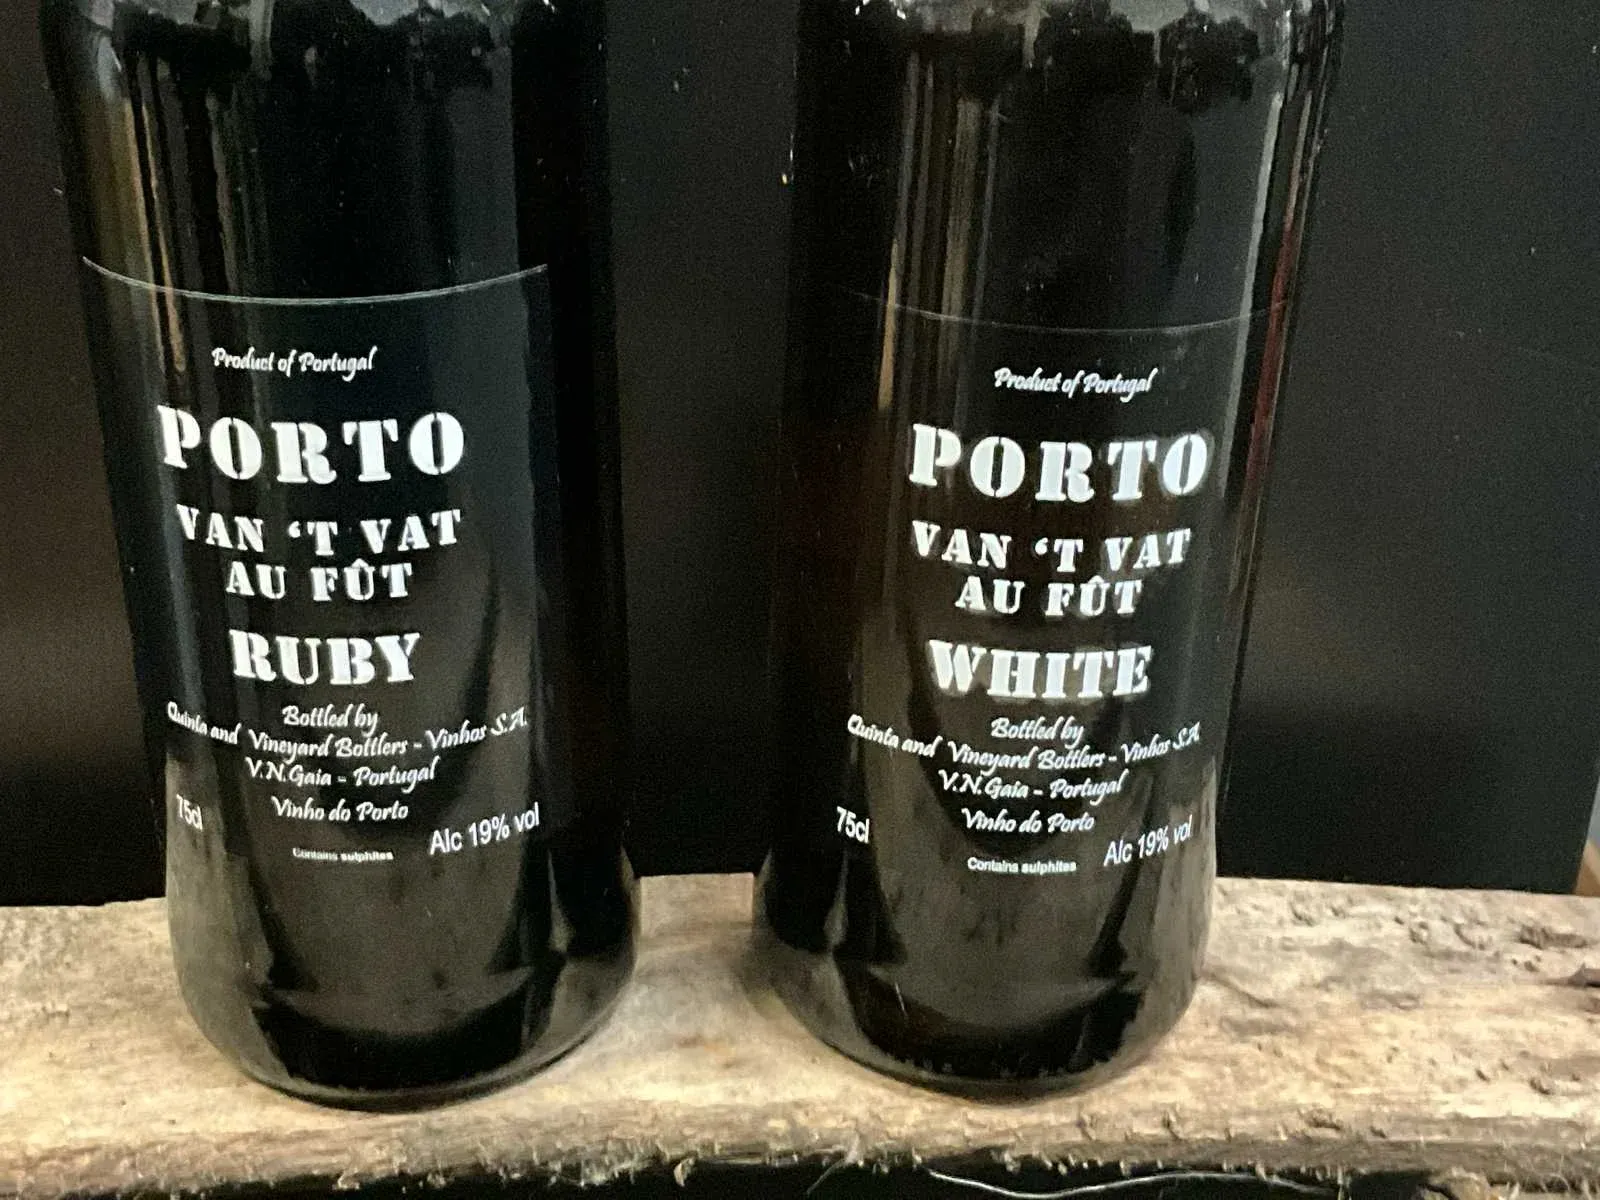 Product of Portugal
PORTO
VAN ‘T VAT
AU FÛT
RUBY
Bottled by
Quinta and Vineyard Bottlers - Vinhos S.A.
V.N.Gaia - Portugal
Vinho do Porto
75cl
Alc 19% vol
Contains sulphites
Product of Portugal
PORTO
VAN ‘T VAT
AU FÛT
WHITE
Bottled by
Quinta and Vineyard Bottlers - Vinhos S.A.
V.N.Gaia - Portugal
Vinho do Porto
75cl
Alc 19% vol
Contains sulphites